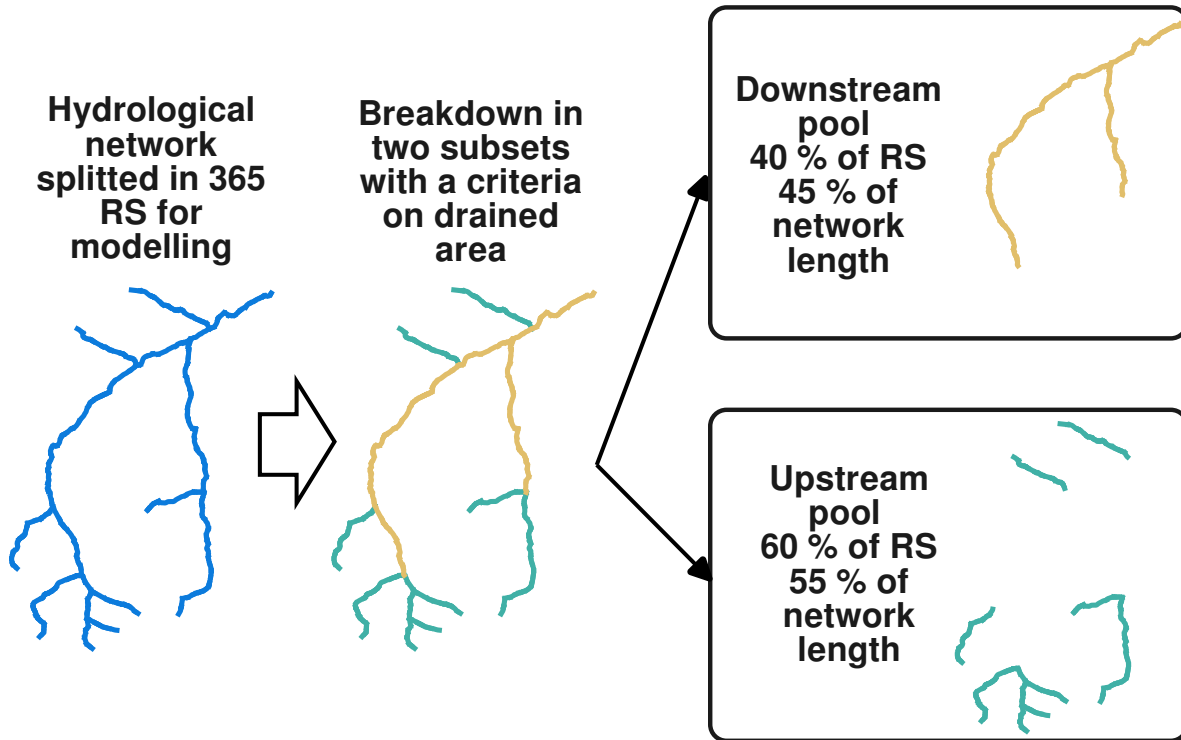 Hydrological
network
splitted in 365
RS for
modelling
Breakdown in
two subsets
with a criteria
on drained
area
Downstream
pool
40 % of RS
45 % of
network
length
Upstream
pool
60 % of RS
55 % of
network
length